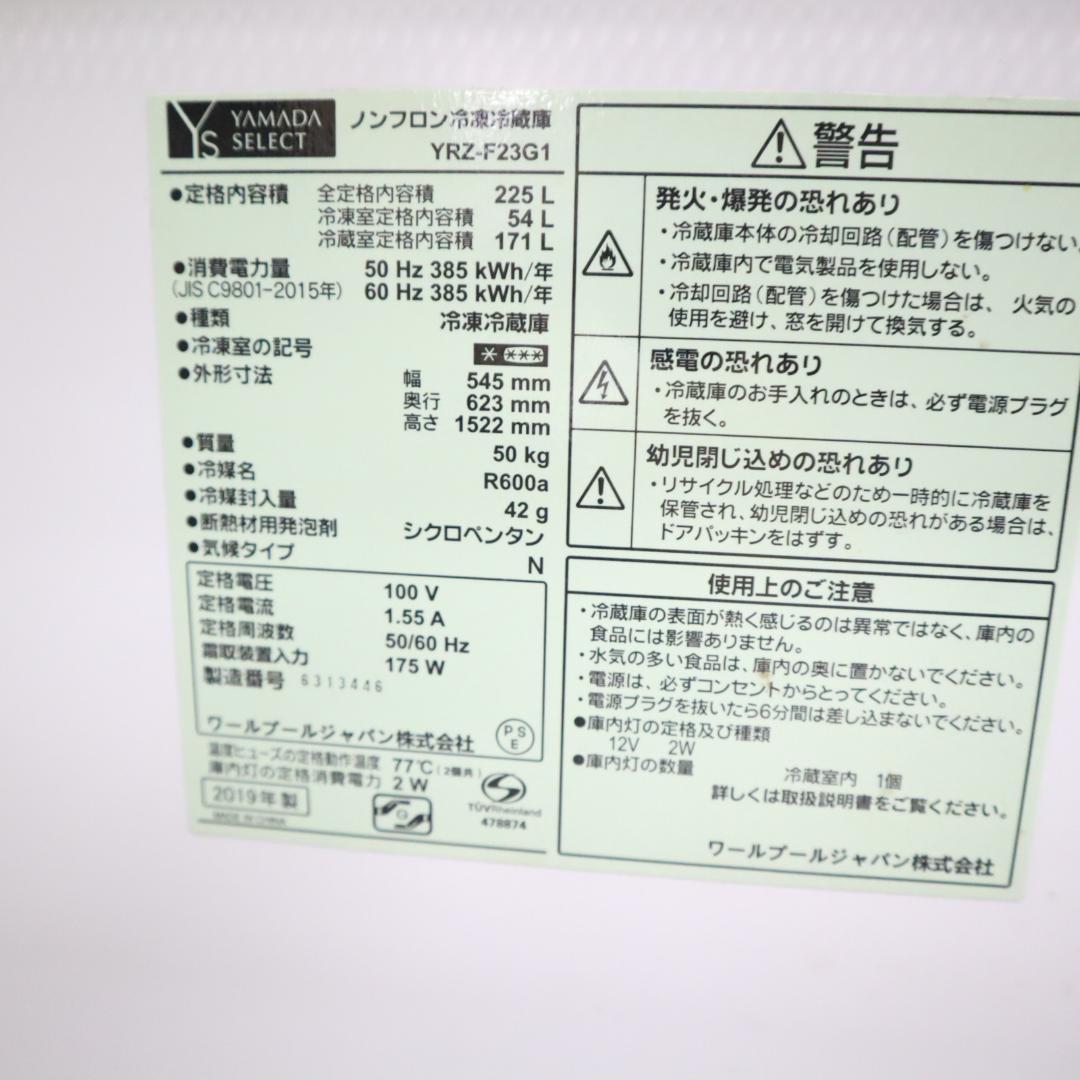 YS YAMADA SELECT
ノンフロン冷凍冷蔵庫
YRZ-F23G1
●定格内容積 全定格内容積 225 L
冷凍室定格内容積 54 L
冷蔵室定格内容積 171 L
●消費電力量 50 Hz 385 kWh/年
(JIS C9801-2015年) 60 Hz 385 kWh/年
●種類 冷凍冷蔵庫
●冷凍室の記号
●外形寸法 幅 545 mm
奥行 623 mm
高さ 1522 mm
●質量 50 kg
●冷媒名 R600a
●冷媒封入量 42 g
●断熱材用発泡剤 シクロペンタン
●気候タイプ N
定格電圧 100 V
定格電流 1.55 A
定格周波数 50/60 Hz
霜取装置入力 175 W
製造番号 6313446
ワールプールジャパン株式会社
PSE
温度ヒューズの定格動作温度 77℃(2個共)
庫内灯の定格消費電力 2 W
2019年製
MADE IN CHINA
G
TÜVRheinland
478874
警告
発火・爆発の恐れあり
・冷蔵庫本体の冷却回路(配管)を傷つけない。
・冷蔵庫内で電気製品を使用しない。
・冷却回路(配管)を傷つけた場合は、火気の
使用を避け、窓を開けて換気する。
感電の恐れあり
・冷蔵庫のお手入れのときは、必ず電源プラグ
を抜く。
幼児閉じ込めの恐れあり
・リサイクル処理などのため一時的に冷蔵庫を
保管され、幼児閉じ込めの恐れがある場合は、
ドアパッキンをはずす。
使用上のご注意
・冷蔵庫の表面が熱く感じるのは異常ではなく、庫内の
食品には影響ありません。
・水気の多い食品は、庫内の奥に置かないでください。
・電源は、必ずコンセントからとってください。
・電源プラグを抜いたら6分間は差し込まないでください。
●庫内灯の定格及び種類
12V 2W
●庫内灯の数量 冷蔵室内 1個
詳しくは取扱説明書をご覧ください。
ワールプールジャパン株式会社